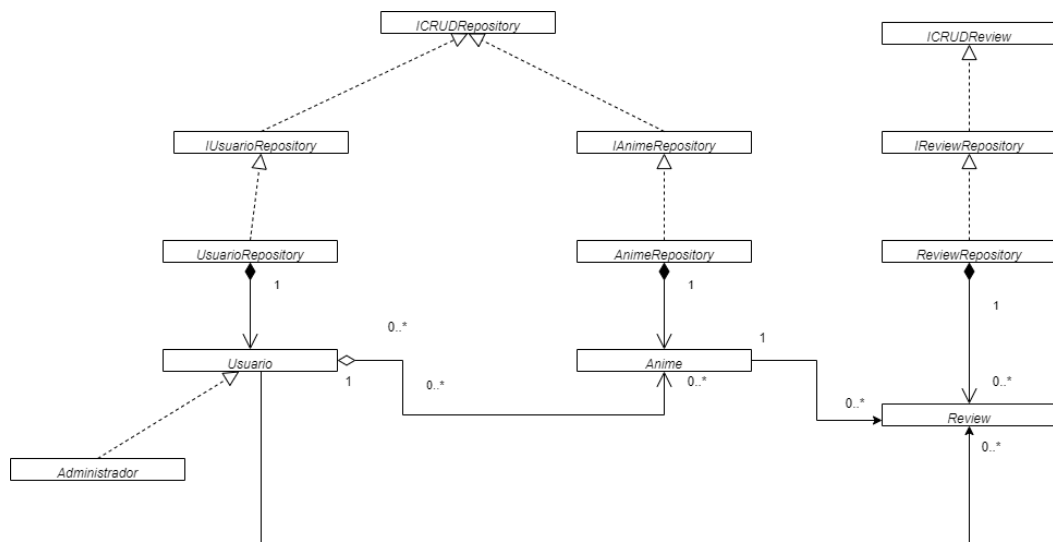 ICRUDRepository
ICRUDReview
IUsuarioRepository
IAnimeRepository
IReviewRepository
UsuarioRepository
AnimeRepository
ReviewRepository
1
1
1
0..*
1
Usuario
Anime
1
0..*
0..*
0..*
0..*
Review
0..*
Administrador